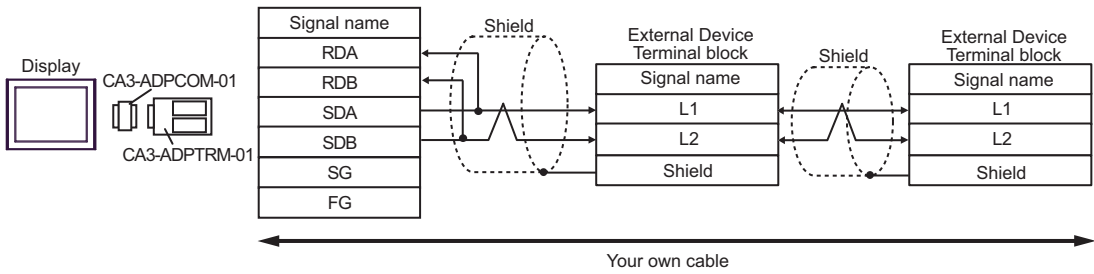 Display
CA3-ADPCOM-01
CA3-ADPTRM-01
Signal name
RDA
RDB
SDA
SDB
SG
FG
Shield
External Device
Terminal block
Signal name
L1
L2
Shield
Shield
External Device
Terminal block
Signal name
L1
L2
Shield
Your own cable